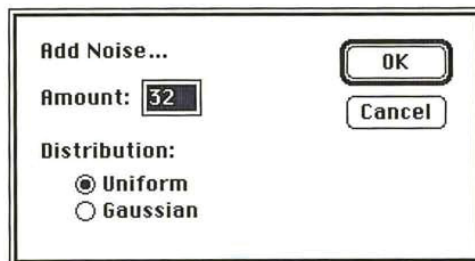 Add Noise...
OK
Amount: 32
Cancel
Distribution:
Uniform
Gaussian